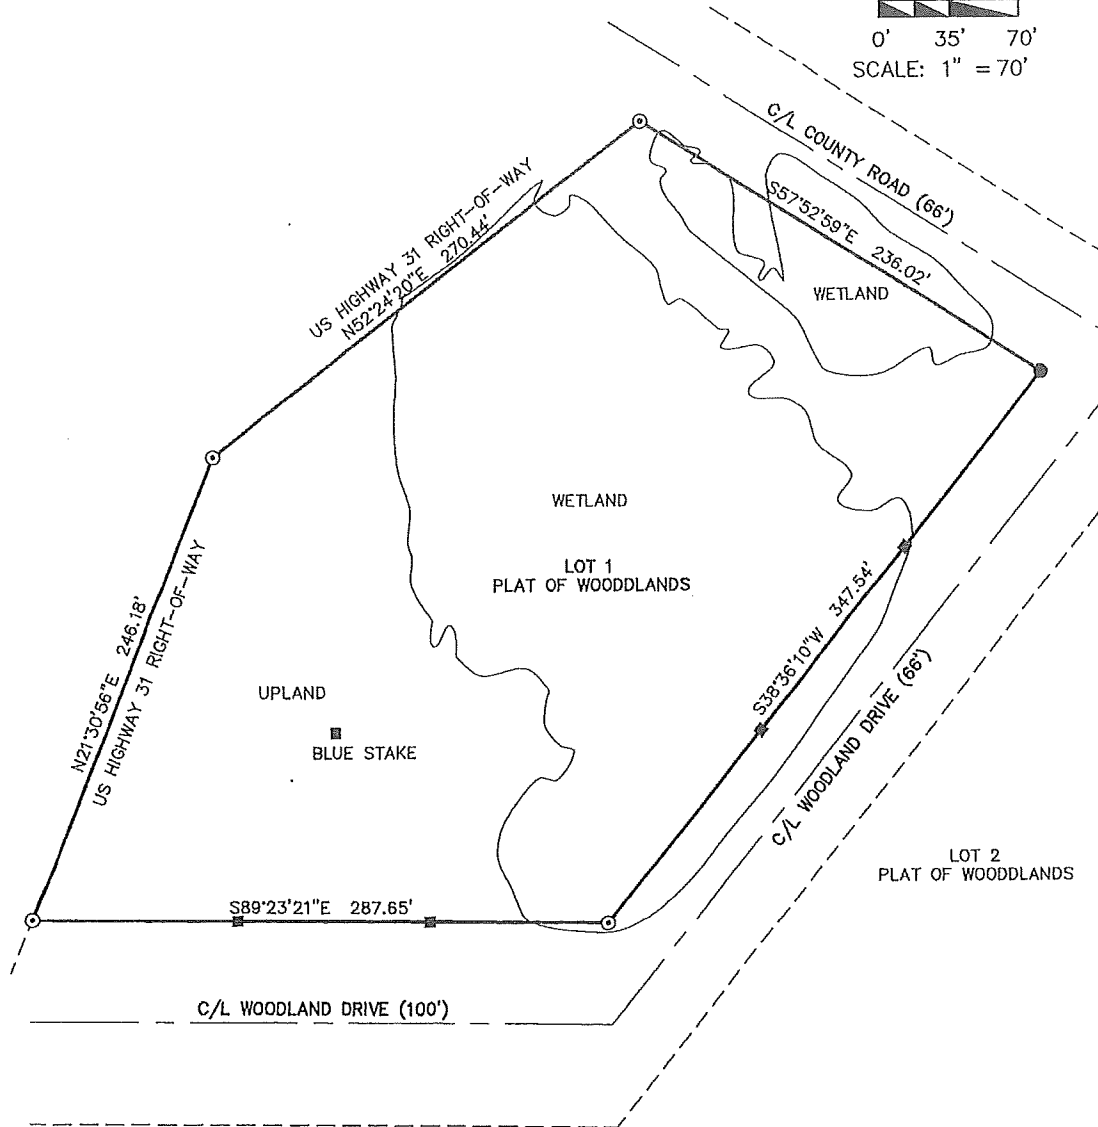 0' 35' 70'
SCALE: 1" = 70'
C/L COUNTY ROAD (66')
US HIGHWAY 31 RIGHT-OF-WAY
N52°24'20"E 270.44'
S57°52'59"E 236.02'
WETLAND
WETLAND
LOT 1
PLAT OF WOODDLANDS
N21°30'56"E 246.18'
US HIGHWAY 31 RIGHT-OF-WAY
S38°36'10"W 347.54'
UPLAND
BLUE STAKE
C/L WOODLAND DRIVE (66')
LOT 2
PLAT OF WOODDLANDS
S89°23'21"E 287.65'
C/L WOODLAND DRIVE (100')